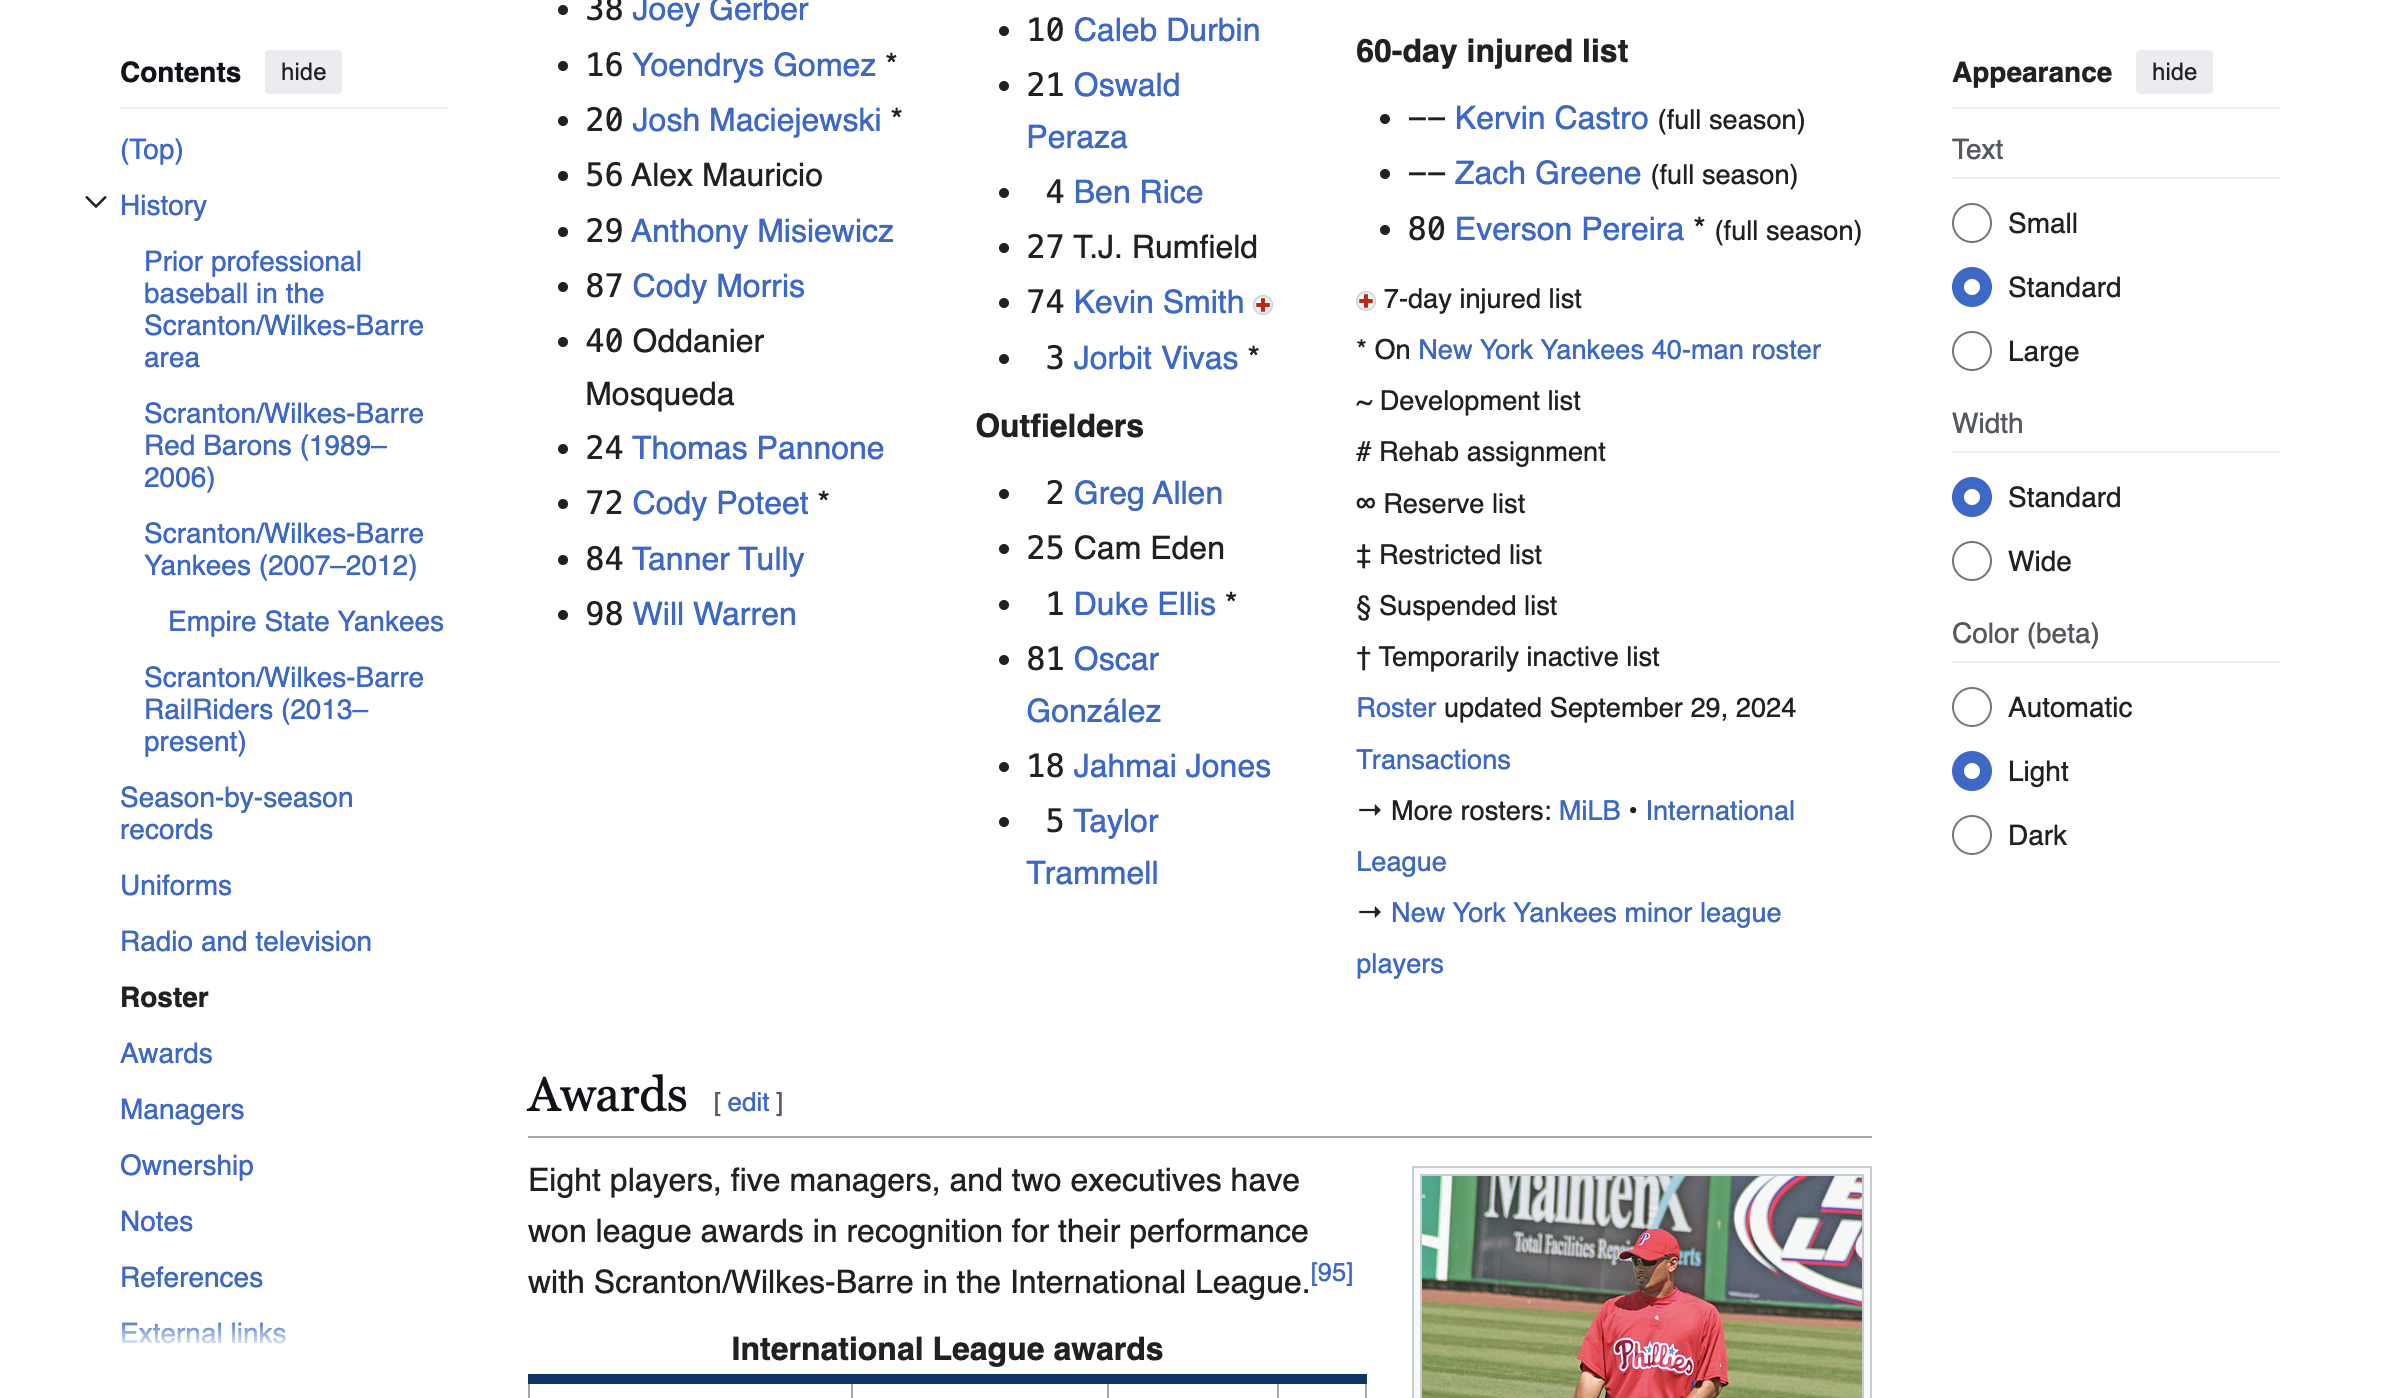 Contents hide
(Top)
History
Prior professional
baseball in the
Scranton/Wilkes-Barre
area
Scranton/Wilkes-Barre
Red Barons (1989–
2006)
Scranton/Wilkes-Barre
Yankees (2007–2012)
Empire State Yankees
Scranton/Wilkes-Barre
RailRiders (2013–
present)
Season-by-season
records
Uniforms
Radio and television
Roster
Awards
Managers
Ownership
Notes
References
External links
• 38 Joey Gerber
• 16 Yoendrys Gomez *
• 20 Josh Maciejewski *
• 56 Alex Mauricio
• 29 Anthony Misiewicz
• 87 Cody Morris
• 40 Oddanier
Mosqueda
• 24 Thomas Pannone
• 72 Cody Poteet *
• 84 Tanner Tully
• 98 Will Warren
• 10 Caleb Durbin
• 21 Oswald
Peraza
• 4 Ben Rice
• 27 T.J. Rumfield
• 74 Kevin Smith
• 3 Jorbit Vivas *
Outfielders
• 2 Greg Allen
• 25 Cam Eden
• 1 Duke Ellis *
• 81 Oscar
González
• 18 Jahmai Jones
• 5 Taylor
Trammell
60-day injured list
• −− Kervin Castro (full season)
• −− Zach Greene (full season)
• 80 Everson Pereira * (full season)
7-day injured list
* On New York Yankees 40-man roster
~ Development list
# Rehab assignment
∞ Reserve list
‡ Restricted list
§ Suspended list
† Temporarily inactive list
Roster updated September 29, 2024
Transactions
→ More rosters: MiLB • International
League
→ New York Yankees minor league
players
Awards [ edit ]
Eight players, five managers, and two executives have
won league awards in recognition for their performance
with Scranton/Wilkes-Barre in the International League.[95]
International League awards
MaintenX
Total Facilities
P
Phillies
Appearance hide
Text
Small
Standard
Large
Width
Standard
Wide
Color (beta)
Automatic
Light
Dark